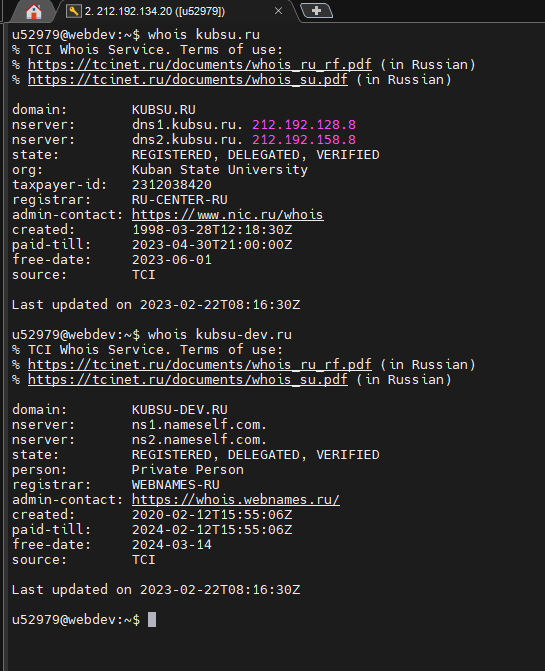 2. 212.192.134.20 ([u52979])
u52979@webdev:~$ whois kubsu.ru
% TCI Whois Service. Terms of use:
% https://tcinet.ru/documents/whois_ru_rf.pdf (in Russian)
% https://tcinet.ru/documents/whois_su.pdf (in Russian)
domain:        KUBSU.RU
nserver:       dns1.kubsu.ru. 212.192.128.8
nserver:       dns2.kubsu.ru. 212.192.158.8
state:         REGISTERED, DELEGATED, VERIFIED
org:           Kuban State University
taxpayer-id:   2312038420
registrar:     RU-CENTER-RU
admin-contact: https://www.nic.ru/whois
created:       1998-03-28T12:18:30Z
paid-till:     2023-04-30T21:00:00Z
free-date:     2023-06-01
source:        TCI
Last updated on 2023-02-22T08:16:30Z
u52979@webdev:~$ whois kubsu-dev.ru
% TCI Whois Service. Terms of use:
% https://tcinet.ru/documents/whois_ru_rf.pdf (in Russian)
% https://tcinet.ru/documents/whois_su.pdf (in Russian)
domain:        KUBSU-DEV.RU
nserver:       ns1.nameself.com.
nserver:       ns2.nameself.com.
state:         REGISTERED, DELEGATED, VERIFIED
person:        Private Person
registrar:     WEBNAMES-RU
admin-contact: https://whois.webnames.ru/
created:       2020-02-12T15:55:06Z
paid-till:     2024-02-12T15:55:06Z
free-date:     2024-03-14
source:        TCI
Last updated on 2023-02-22T08:16:30Z
u52979@webdev:~$